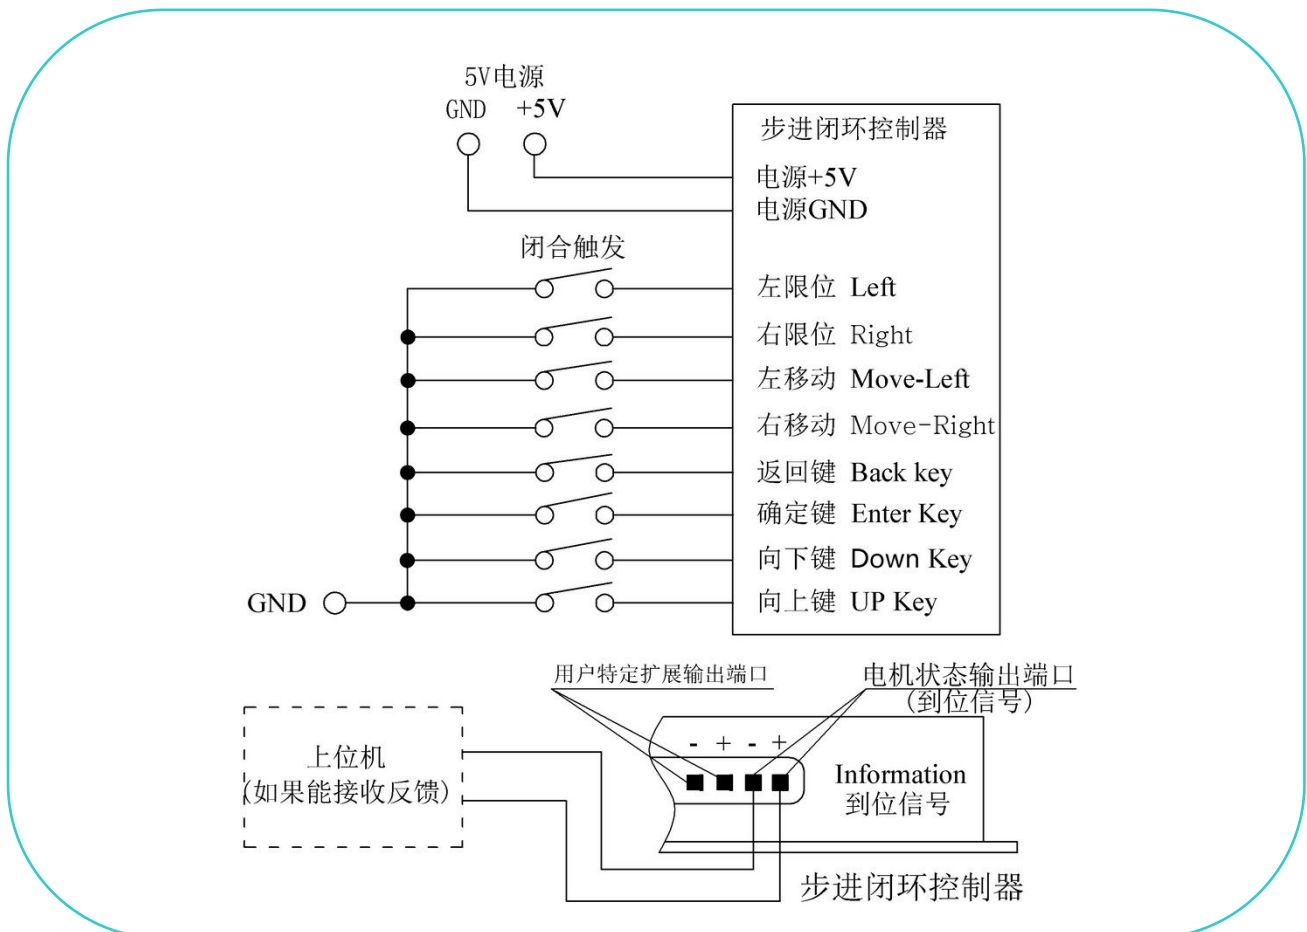 5V电源
GND +5V
步进闭环控制器
电源+5V
电源GND
闭合触发
左限位 Left
右限位 Right
左移动 Move-Left
右移动 Move-Right
返回键 Back key
确定键 Enter Key
向下键 Down Key
GND
向上键 UP Key
用户特定扩展输出端口
电机状态输出端口
(到位信号)
- + - +
上位机
(如果能接收反馈)
Information
到位信号
步进闭环控制器